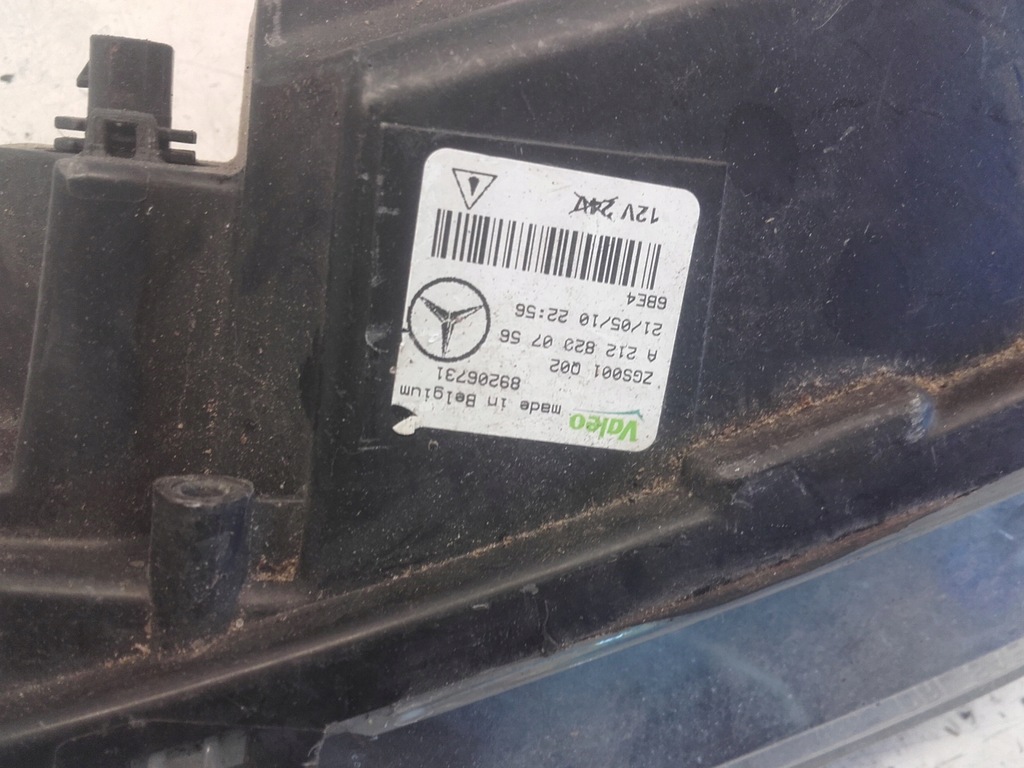 Valeo
made in Belgium
89206731
ZGS001 Q02
A 212 820 07 56
21/05/10 22:56
6BE4
12V 24V